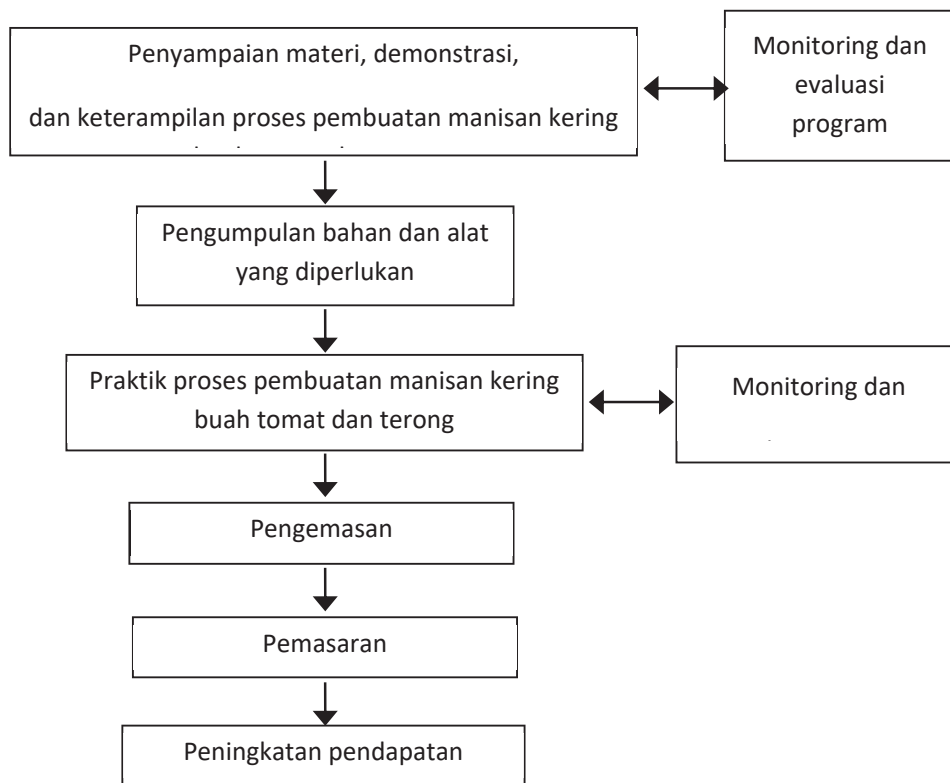 Penyampaian materi, demonstrasi,
dan keterampilan proses pembuatan manisan kering
Monitoring dan
evaluasi
program
Pengumpulan bahan dan alat
yang diperlukan
Praktik proses pembuatan manisan kering
buah tomat dan terong
Monitoring dan
Pengemasan
Pemasaran
Peningkatan pendapatan